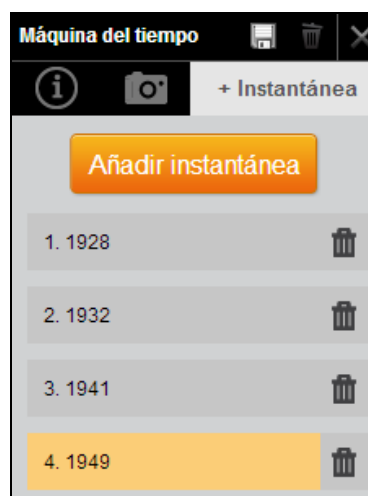 Máquina del tiempo
+ Instantánea
Añadir instantánea
1. 1928
2. 1932
3. 1941
4. 1949